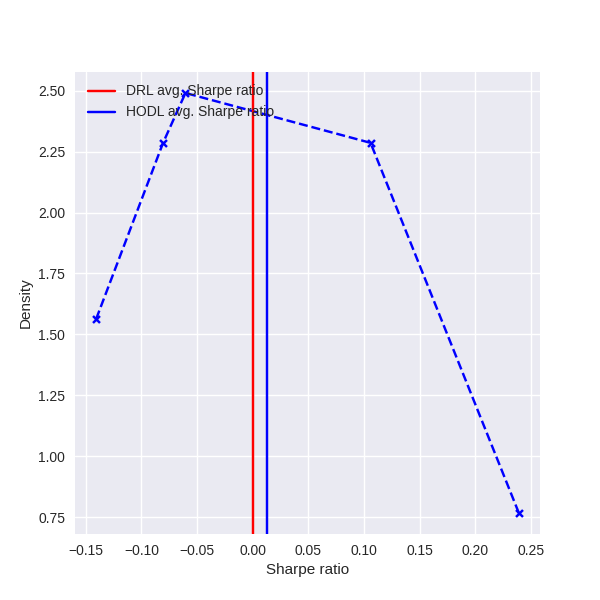 DRL avg. Sharpe ratio
HODL avg. Sharpe ratio
2.50
2.25
2.00
1.75
1.50
1.25
1.00
0.75
Density
−0.15 −0.10 −0.05 0.00 0.05 0.10 0.15 0.20 0.25
Sharpe ratio